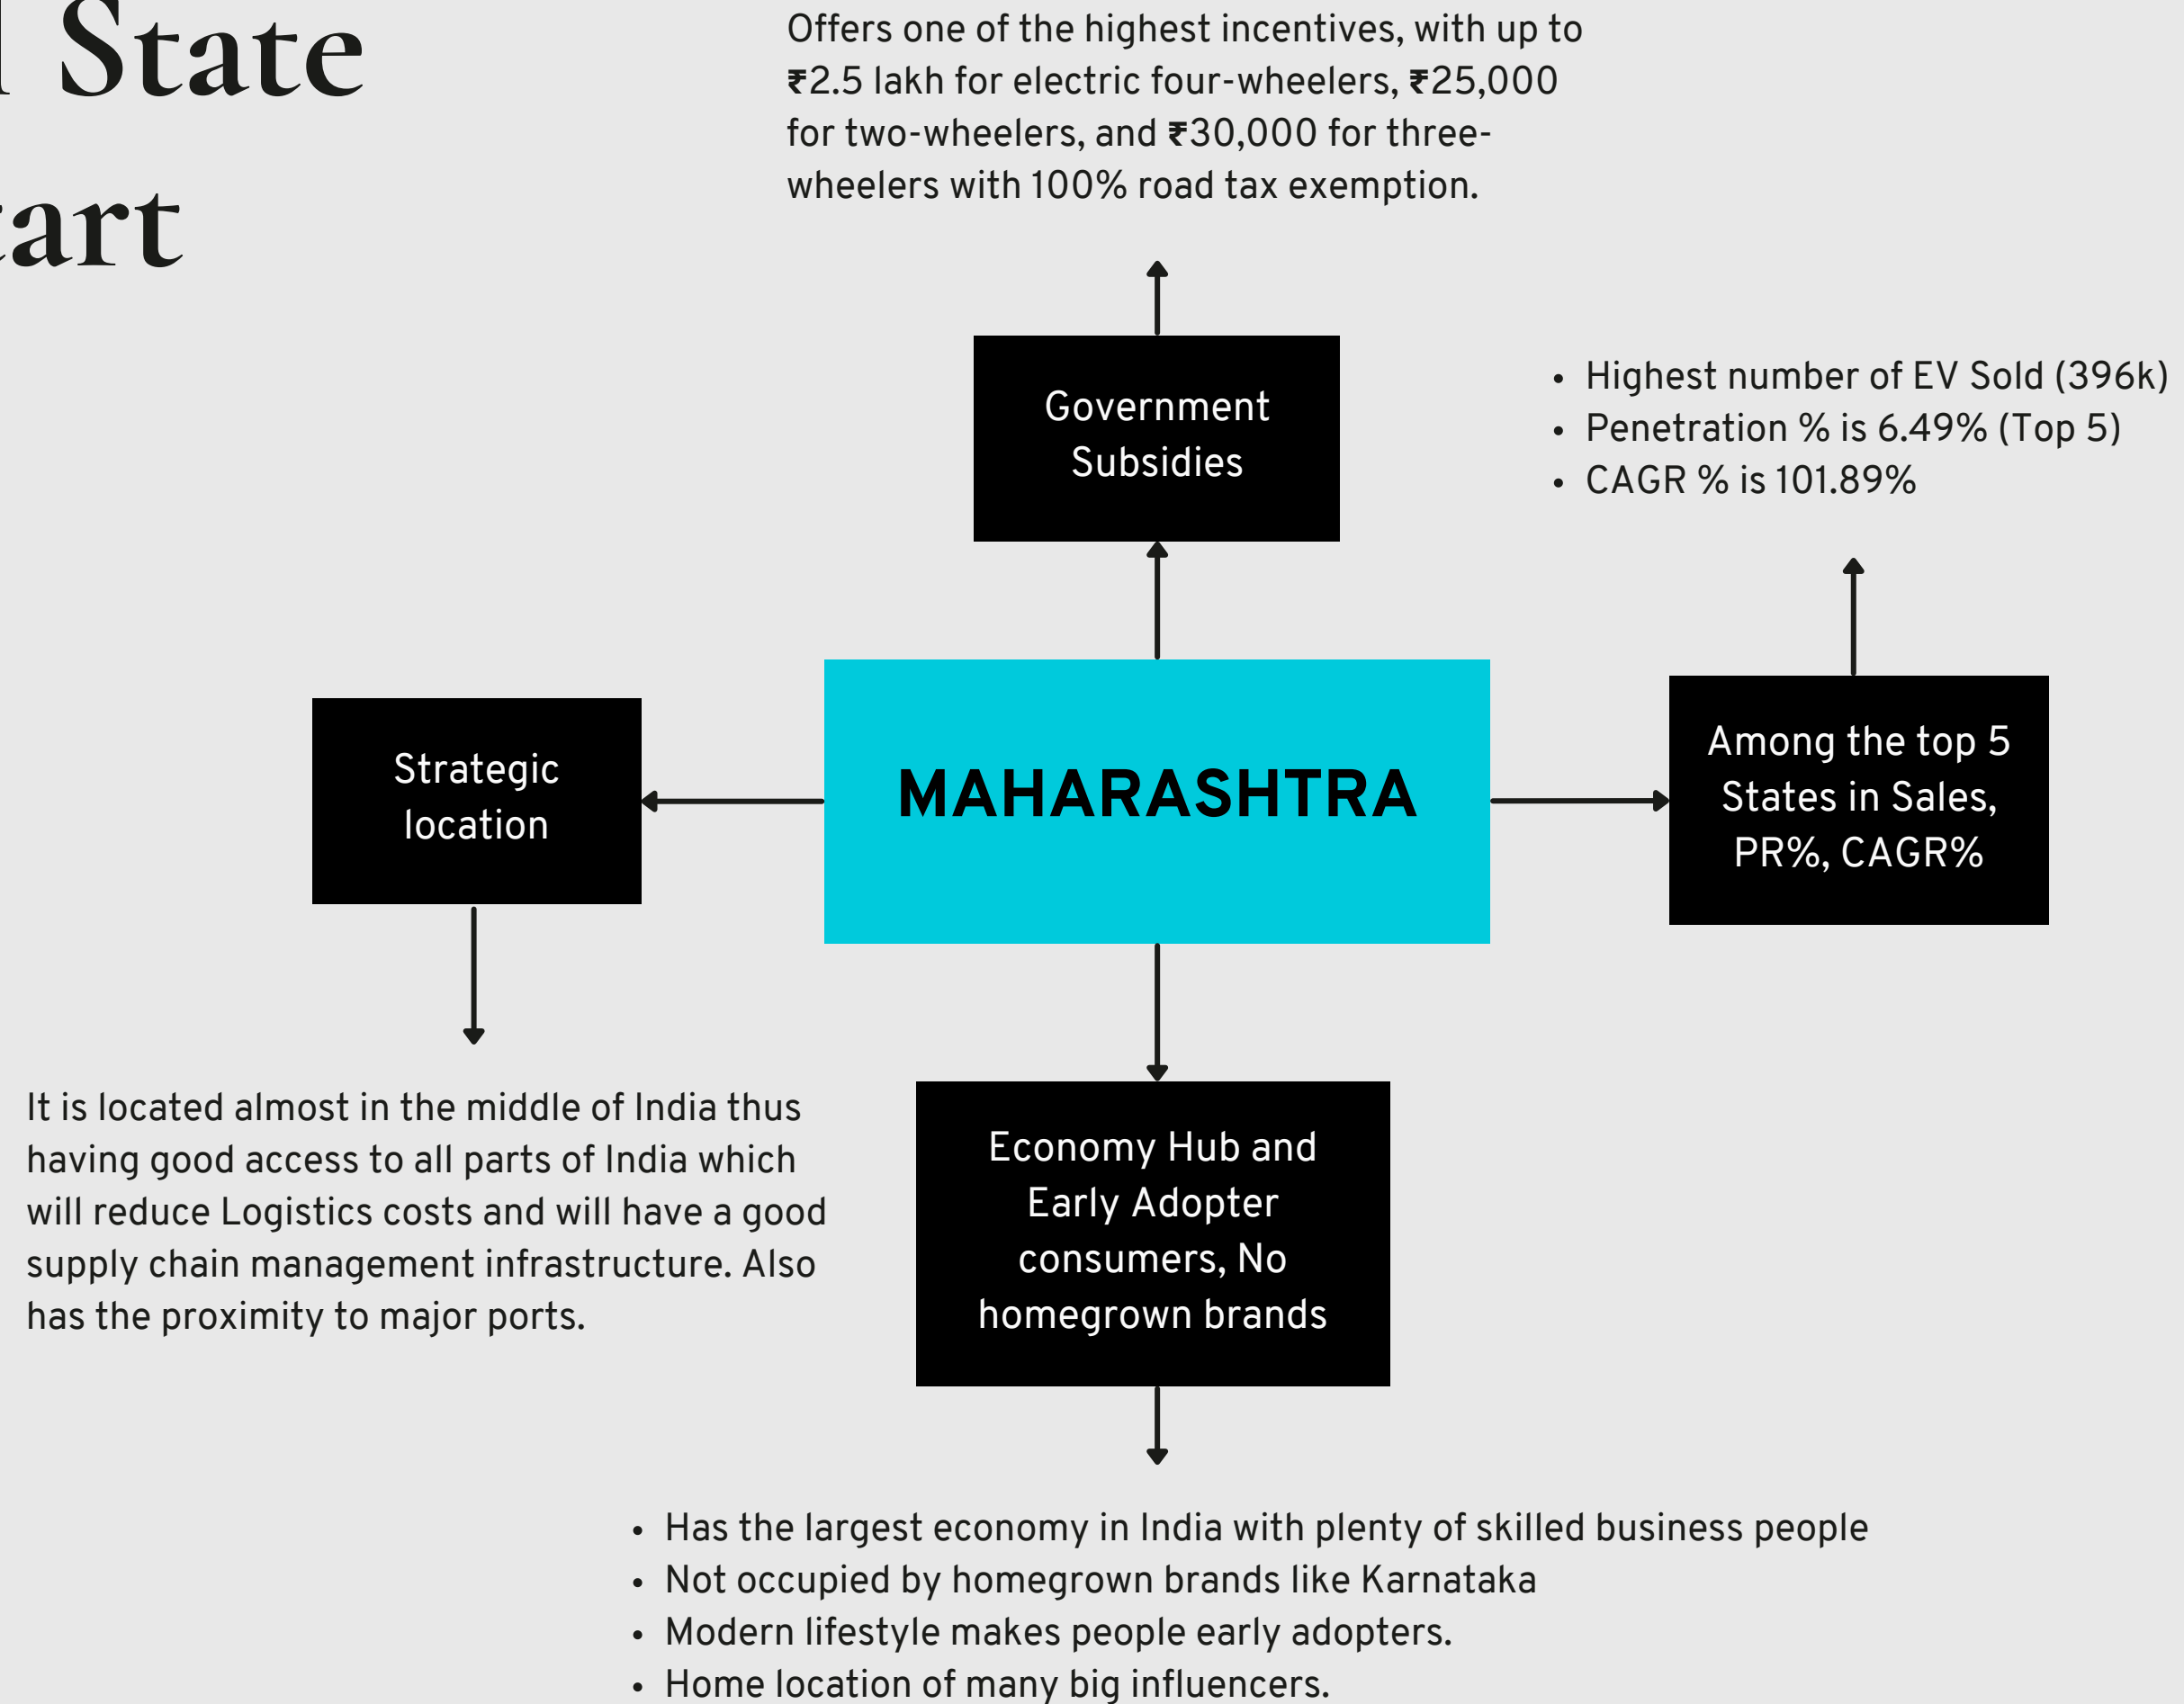 State
art
Offers one of the highest incentives, with up to
₹2.5 lakh for electric four-wheelers, ₹25,000
for two-wheelers, and ₹30,000 for three-
wheelers with 100% road tax exemption.
Government
Subsidies
• Highest number of EV Sold (396k)
• Penetration % is 6.49% (Top 5)
• CAGR % is 101.89%
Strategic
location
MAHARASHTRA
Among the top 5
States in Sales,
PR%, CAGR%
It is located almost in the middle of India thus
having good access to all parts of India which
will reduce Logistics costs and will have a good
supply chain management infrastructure. Also
has the proximity to major ports.
Economy Hub and
Early Adopter
consumers, No
homegrown brands
• Has the largest economy in India with plenty of skilled business people
• Not occupied by homegrown brands like Karnataka
• Modern lifestyle makes people early adopters.
• Home location of many big influencers.